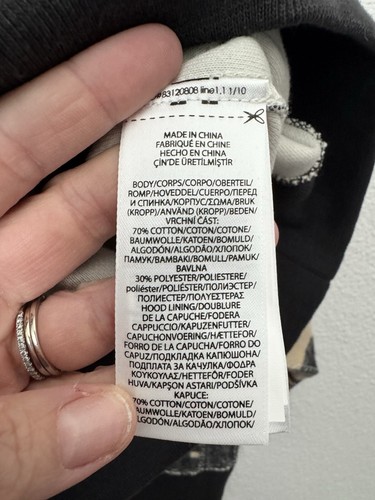 #83120808 line1.1 1/10
MADE IN CHINA
FABRIQUÉ EN CHINE
HECHO EN CHINA
ÇİN'DE ÜRETİLMİŞTİR
BODY/CORPS/CORPO/OBERTEIL/
ROMP/HOVEDDEL/CUERPO/ПЕРЕД
И СПИНКА/КОРПУС/ΣΩΜΑ/BRUK
(KROPP)/ANVÄND (KROPP)/BEDEN/
VRCHNÍ ČÁST:
70% COTTON/COTON/COTONE/
BAUMWOLLE/KATOEN/BOMULD/
ALGODÓN/ALGODÃO/ХЛОПОК/
ΠΑΜΥΚ/BAMBAKI/BOMULL/PAMUK/
BAVLNA
30% POLYESTER/POLIESTERE/
poliéster/POLIÉSTER/ПОЛИЭСТЕР/
ПОЛИЕСТЕР/ΠΟΛΥΕΣΤΕΡΑΣ
HOOD LINING/DOUBLURE
DE LA CAPUCHE/FODERA
CAPPUCCIO/KAPUZENFUTTER/
CAPUCHONVOERING/HÆTTEFOR/
FORRO DE LA CAPUCHA/FORRO DO
CAPUZ/ПОДКЛАДКА КАПЮШОНА/
ПОДПЛАТА ЗА КАЧУЛКА/ΦΟΔΡΑ
ΚΟΥΚΟΥΛΑΣ/HETTEFÔR/FODER
HUVA/KAPŞON ASTARI/PODŠÍVKA
KAPUCE:
70% COTTON/COTON/COTONE/
BAUMWOLLE/KATOEN/BOMULD/
ALGODÓN/ALGODÃO/ХЛОПОК/